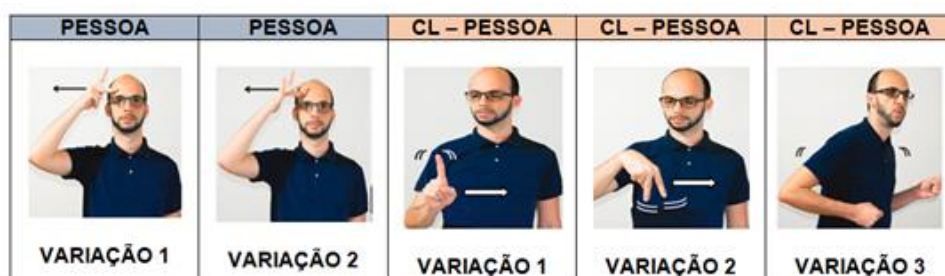 PESSOA PESSOA CL – PESSOA CL – PESSOA CL – PESSOA
VARIAÇÃO 1 VARIAÇÃO 2 VARIAÇÃO 1 VARIAÇÃO 2 VARIAÇÃO 3